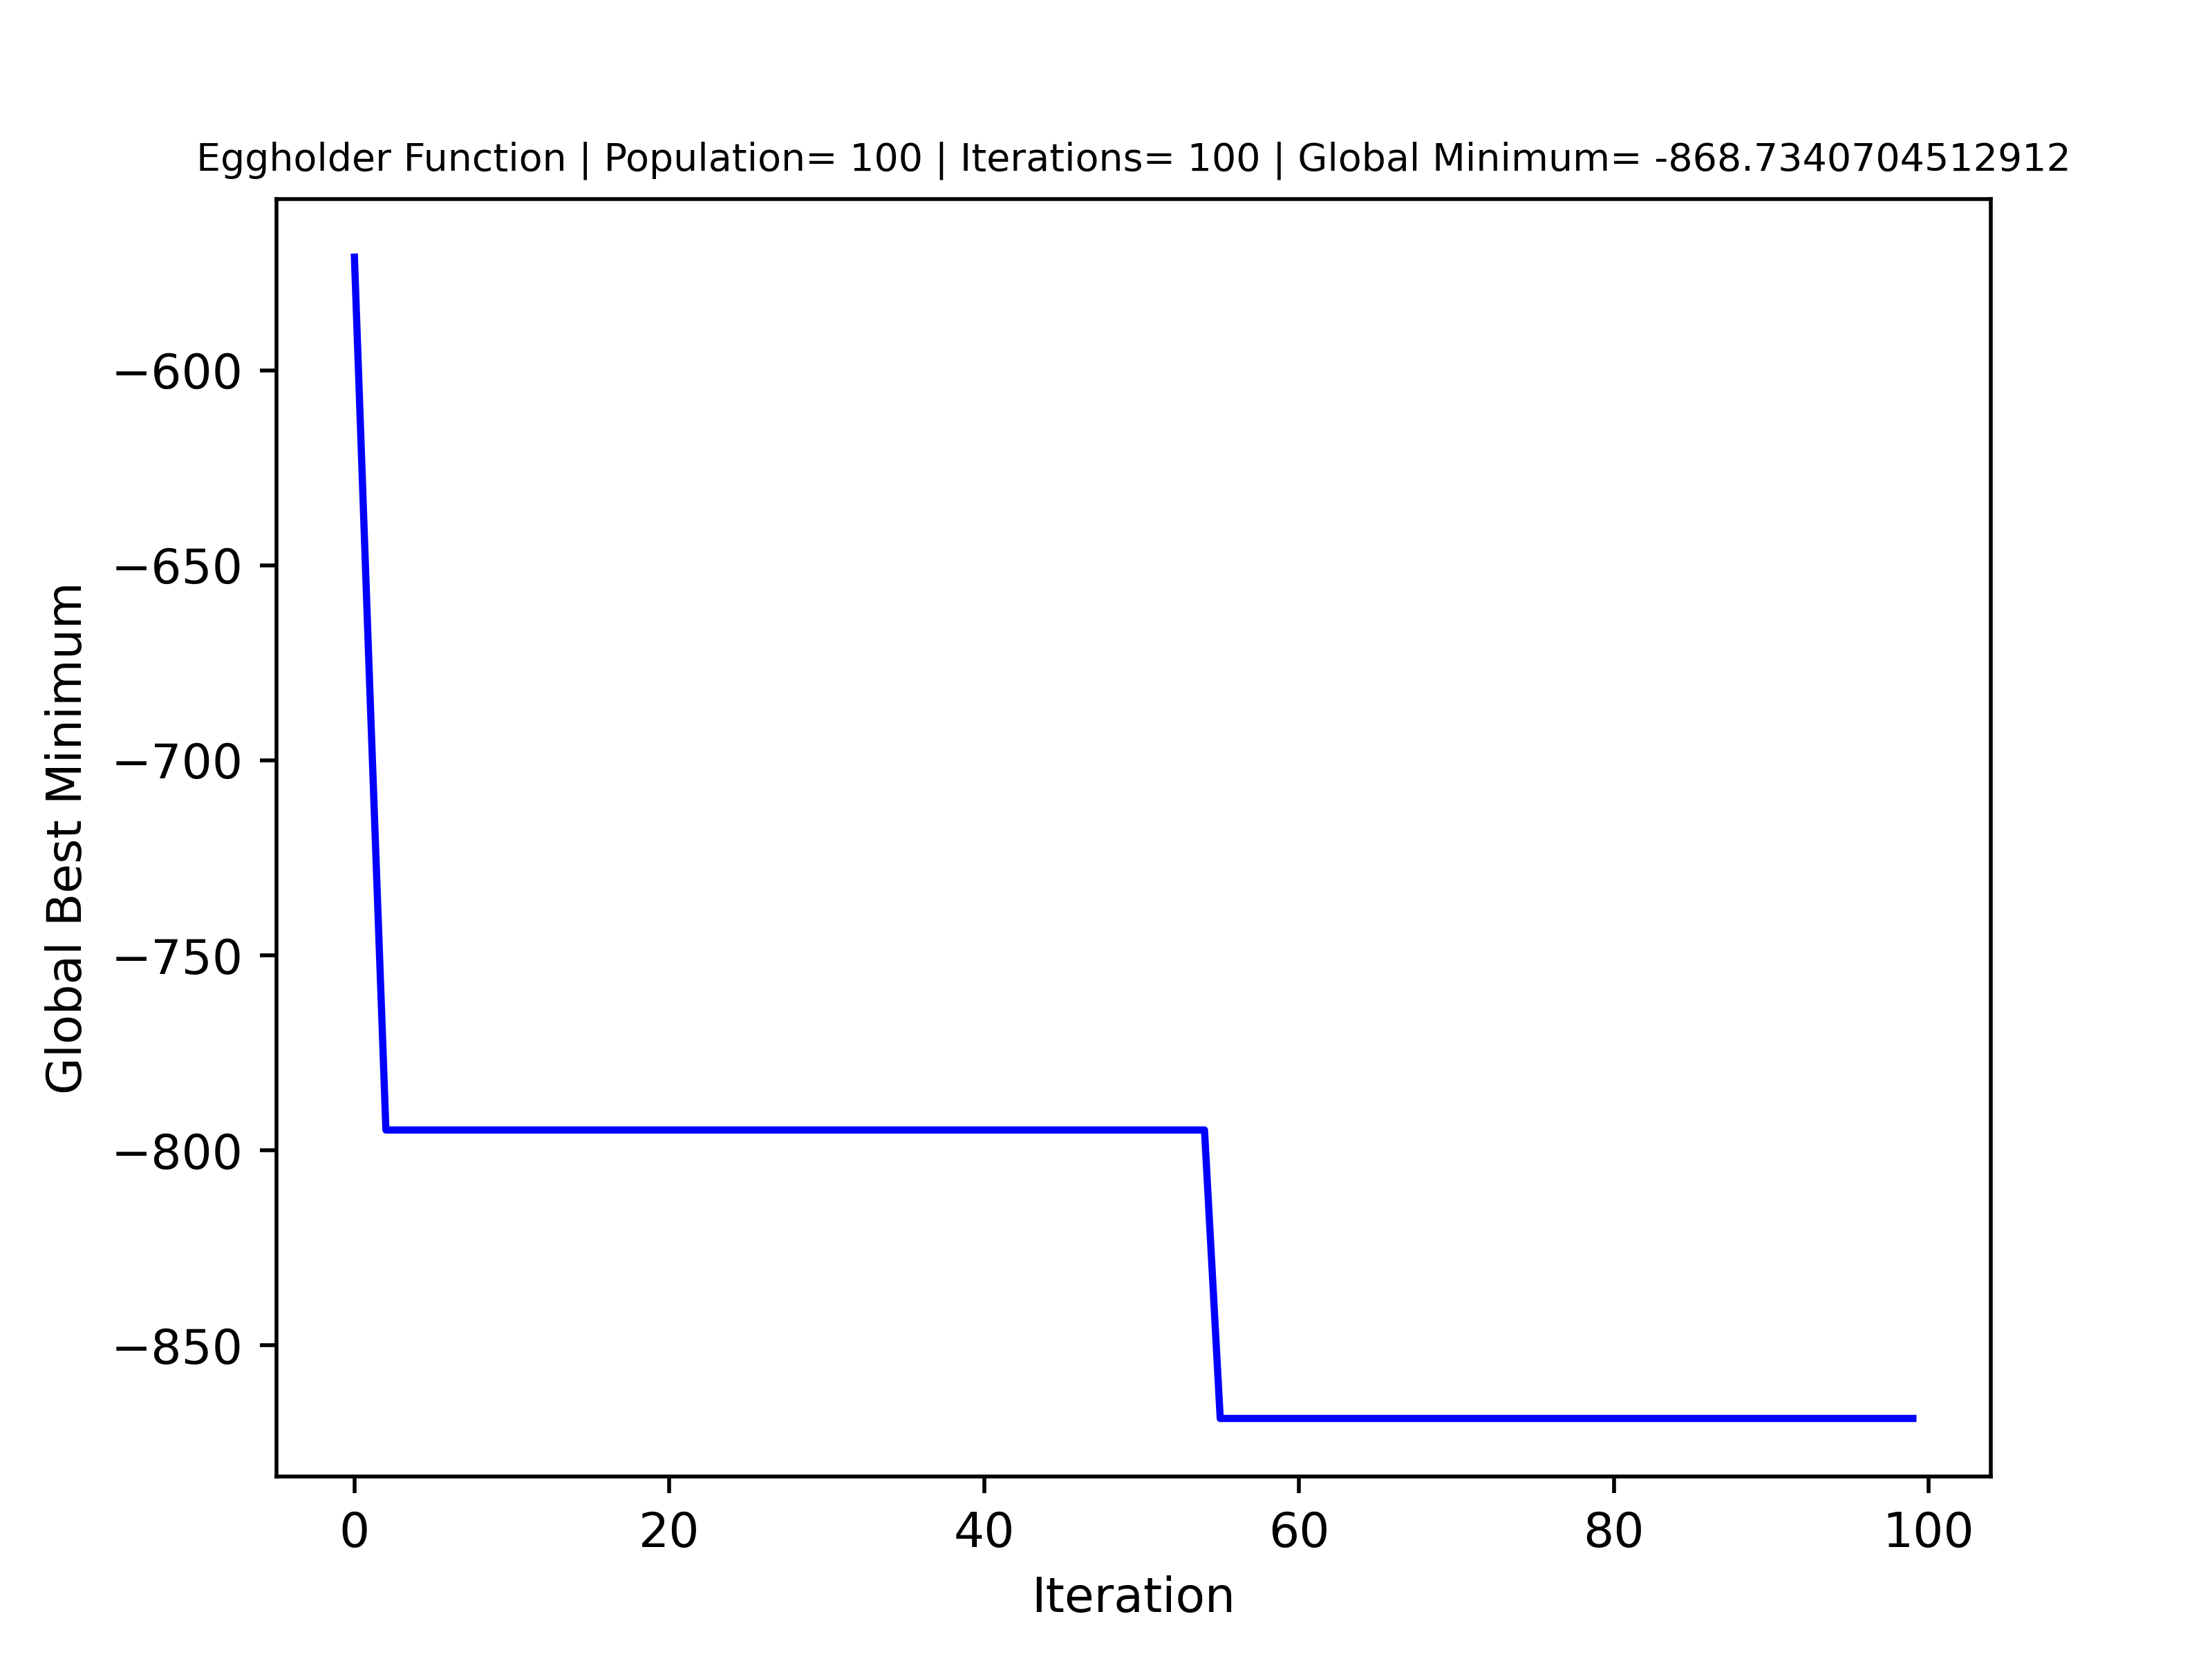 Eggholder Function | Population= 100 | Iterations= 100 | Global Minimum= -868.7340704512912
Global Best Minimum
−600
−650
−700
−750
−800
−850
0 20 40 60 80 100
Iteration